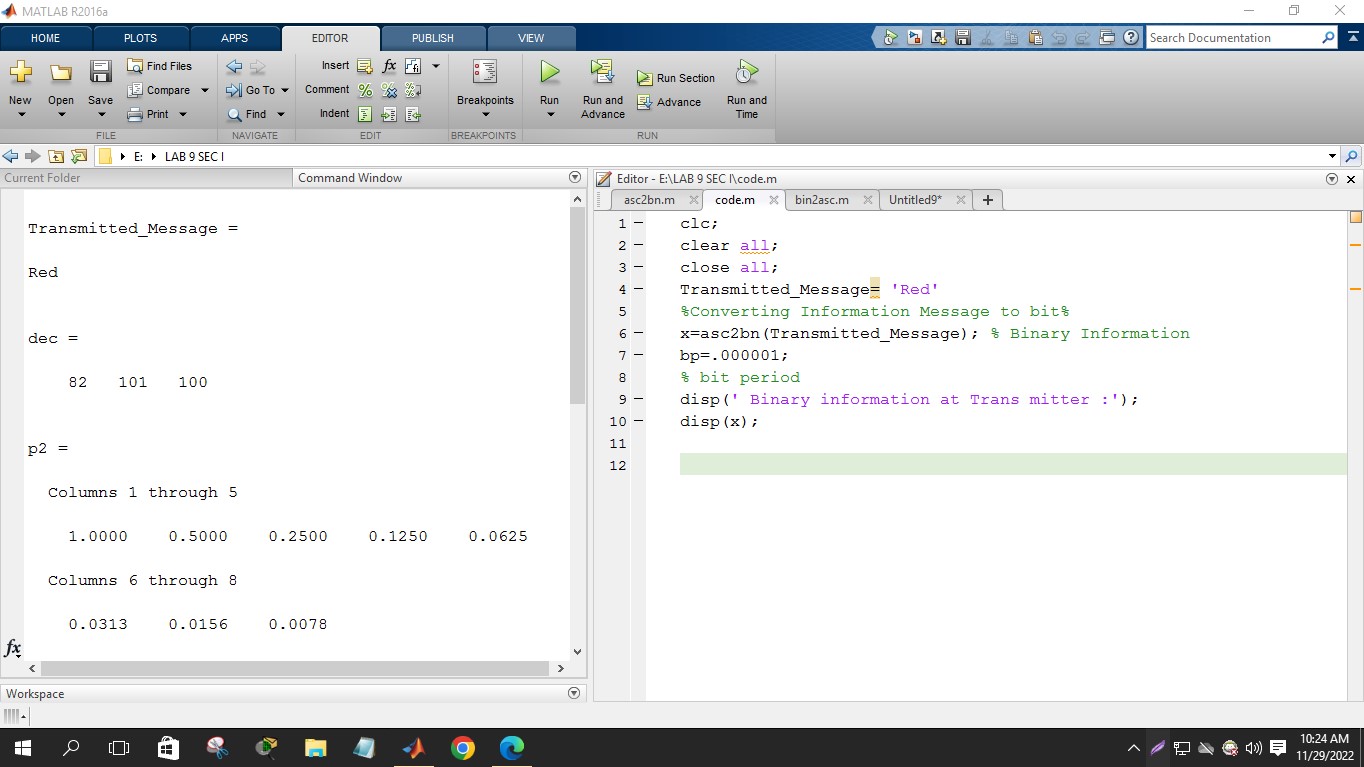 MATLAB R2016a
HOME PLOTS APPS EDITOR PUBLISH VIEW
Search Documentation
New Open Save
Find Files
Compare
Print
FILE
Go To
Find
NAVIGATE
Insert fx
Comment
Indent
EDIT
Breakpoints
BREAKPOINTS
Run
Run and Advance
Run Section
Advance
Run and Time
RUN
E: LAB 9 SEC I
Current Folder
Command Window
Transmitted_Message =
Red
dec =
82 101 100
p2 =
Columns 1 through 5
1.0000 0.5000 0.2500 0.1250 0.0625
Columns 6 through 8
0.0313 0.0156 0.0078
fx
Workspace
Editor - E:\LAB 9 SEC I\code.m
asc2bn.m code.m bin2asc.m Untitled9* +
1 clc;
2 clear all;
3 close all;
4 Transmitted_Message= 'Red'
5 %Converting Information Message to bit%
6 x=asc2bn(Transmitted_Message); % Binary Information
7 bp=.000001;
8 % bit period
9 disp(' Binary information at Trans mitter :');
10 disp(x);
11
12
10:24 AM
11/29/2022